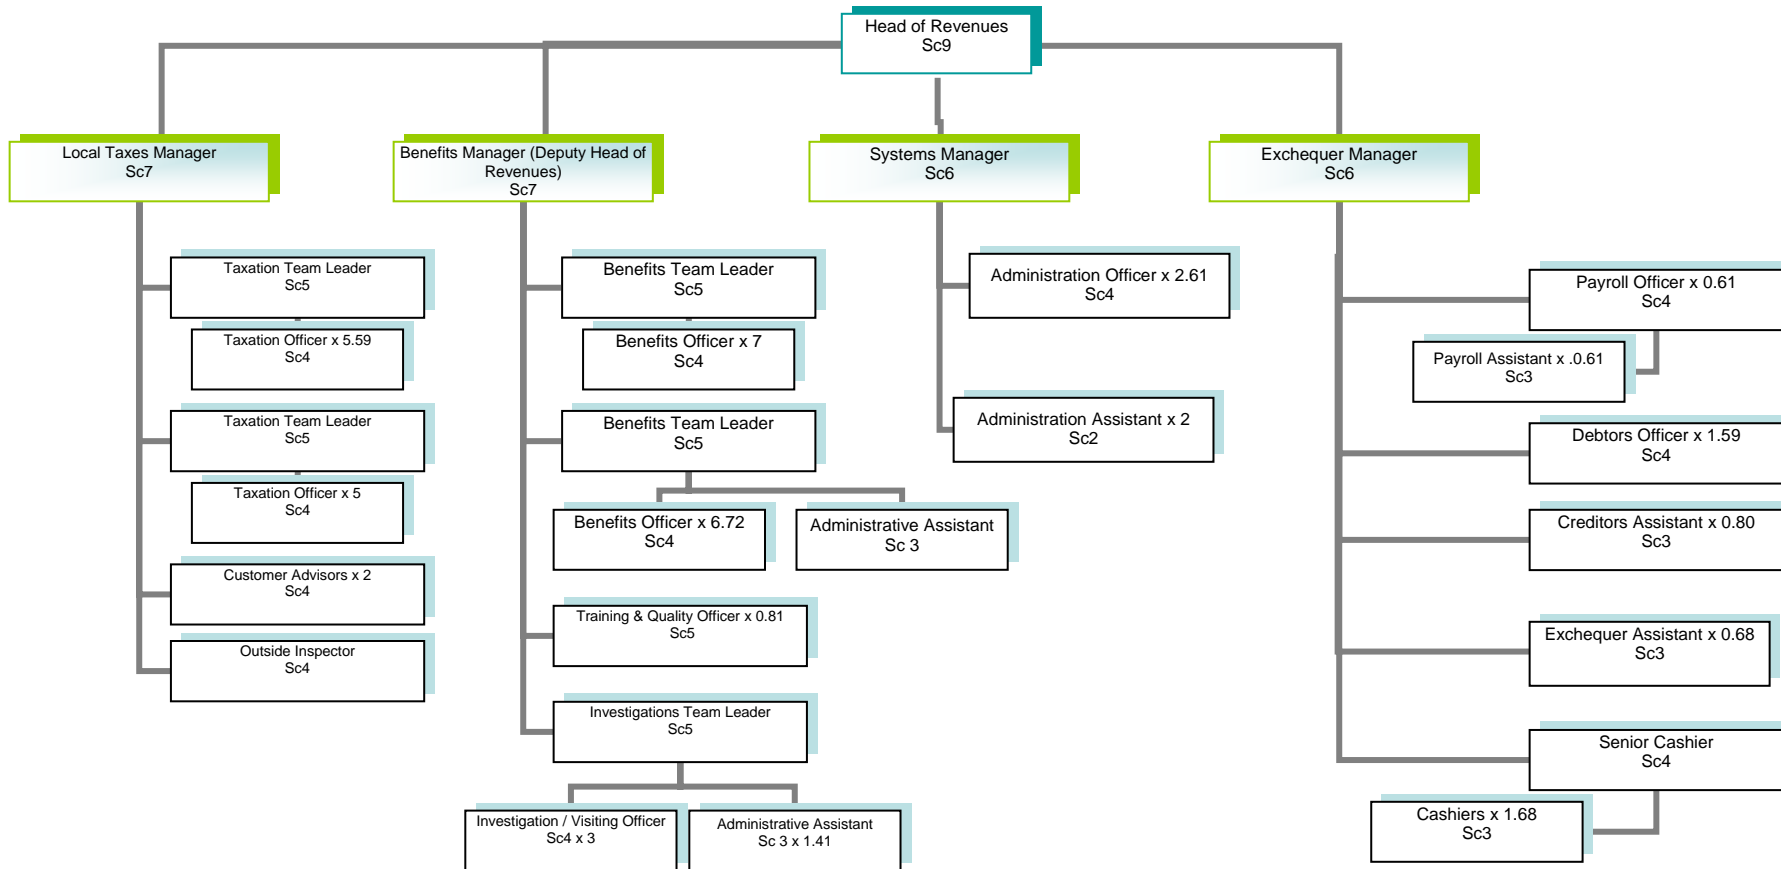 Head of Revenues
Sc9
Local Taxes Manager
Sc7
Benefits Manager (Deputy Head of
Revenues)
Sc7
Systems Manager
Sc6
Exchequer Manager
Sc6
Taxation Team Leader
Sc5
Taxation Officer x 5.59
Sc4
Taxation Team Leader
Sc5
Taxation Officer x 5
Sc4
Customer Advisors x 2
Sc4
Outside Inspector
Sc4
Benefits Team Leader
Sc5
Benefits Officer x 7
Sc4
Benefits Team Leader
Sc5
Benefits Officer x 6.72
Sc4
Administrative Assistant
Sc 3
Training & Quality Officer x 0.81
Sc5
Investigations Team Leader
Sc5
Investigation / Visiting Officer
Sc4 x 3
Administrative Assistant
Sc 3 x 1.41
Administration Officer x 2.61
Sc4
Administration Assistant x 2
Sc2
Payroll Officer x 0.61
Sc4
Payroll Assistant x .0.61
Sc3
Debtors Officer x 1.59
Sc4
Creditors Assistant x 0.80
Sc3
Exchequer Assistant x 0.68
Sc3
Senior Cashier
Sc4
Cashiers x 1.68
Sc3